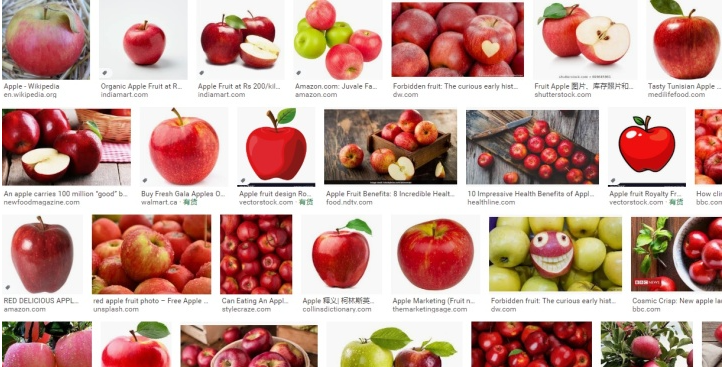 Apple - Wikipedia
en.wikipedia.org
Organic Apple Fruit at R...
indiamart.com
Apple Fruit at Rs 200/kil...
indiamart.com
Amazon.com: Juvale Fa...
amazon.com
Forbidden fruit: The curious early hist...
dw.com
Fruit Apple 图片、库存照片和...
shutterstock.com
Tasty Tunisian Apple ...
medilifefood.com
An apple carries 100 million "good" b...
newfoodmagazine.com
Buy Fresh Gala Apples O...
walmart.ca · 有货
Apple fruit design Ro...
vectorstock.com · 有货
Apple Fruit Benefits: 8 Incredible Healt...
food.ndtv.com
10 Impressive Health Benefits of Appl...
healthline.com
Apple fruit Royalty Fr...
vectorstock.com · 有货
How cli
bbc.com
RED DELICIOUS APPL...
amazon.com
red apple fruit photo – Free Apple ...
unsplash.com
Can Eating An Appl...
stylecraze.com
Apple 释义| 柯林斯英...
collinsdictionary.com
Apple Marketing (Fruit n...
themarketingsage.com
Forbidden fruit: The curious early hist...
dw.com
BBC NEWS
Cosmic Crisp: New apple la
bbc.com